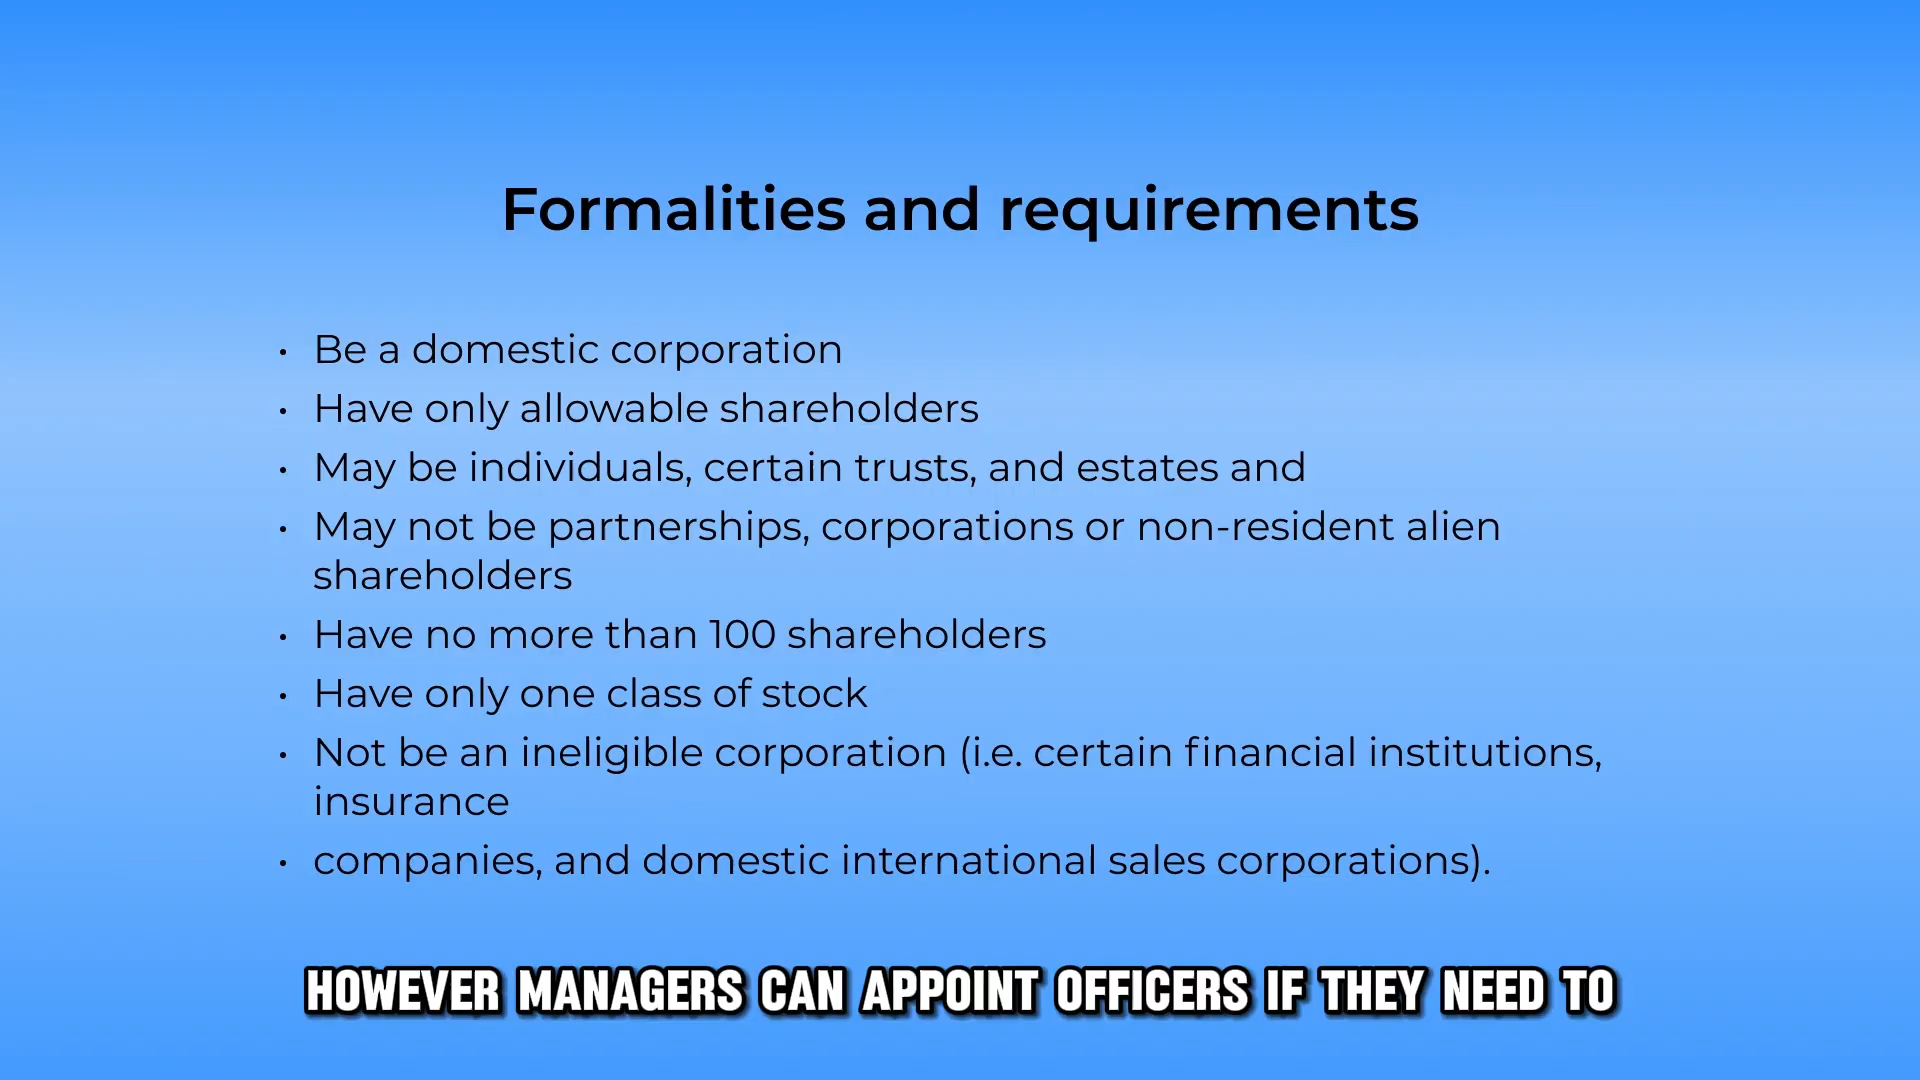 Formalities and requirements
• Be a domestic corporation
• Have only allowable shareholders
• May be individuals, certain trusts, and estates and
• May not be partnerships, corporations or non-resident alien
shareholders
• Have no more than 100 shareholders
• Have only one class of stock
• Not be an ineligible corporation (i.e. certain financial institutions,
insurance
• companies, and domestic international sales corporations).
HOWEVER MANAGERS CAN APPOINT OFFICERS IF THEY NEED TO